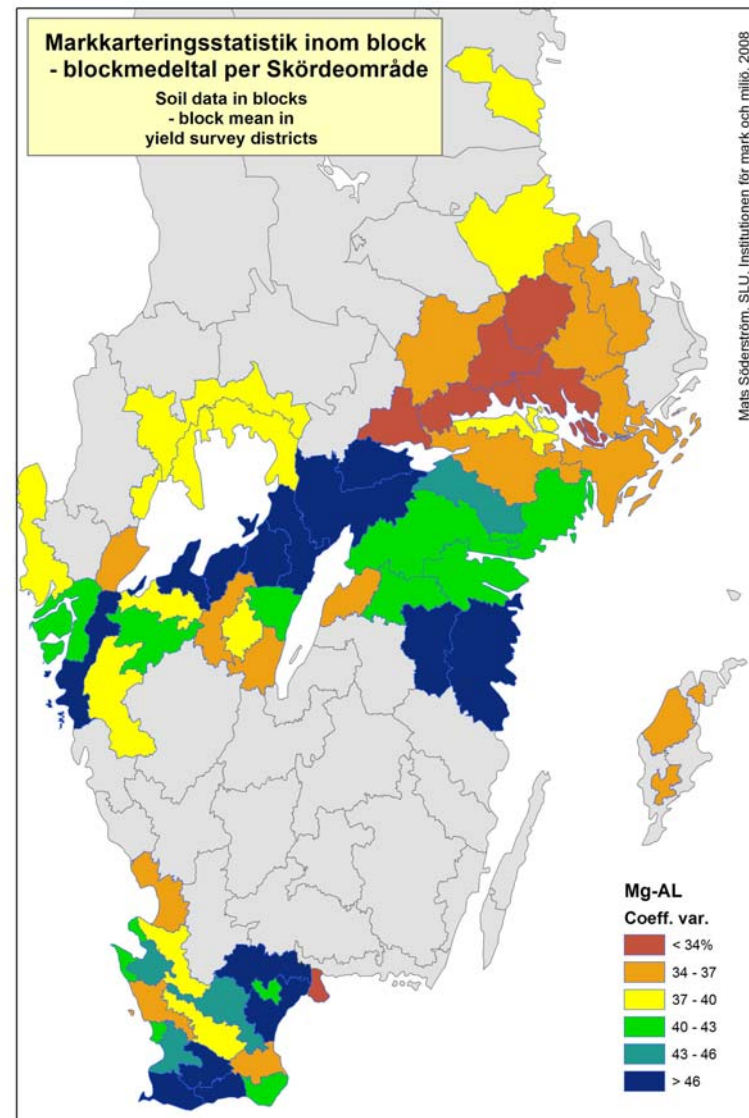 Markkarteringsstatistik inom block
- blockmedeltal per Skördeområde
Soil data in blocks
- block mean in
yield survey districts
Mats Söderström, SLU, Institutionen för mark och miljö, 2008
Mg-AL
Coeff. var.
< 34%
34 - 37
37 - 40
40 - 43
43 - 46
> 46